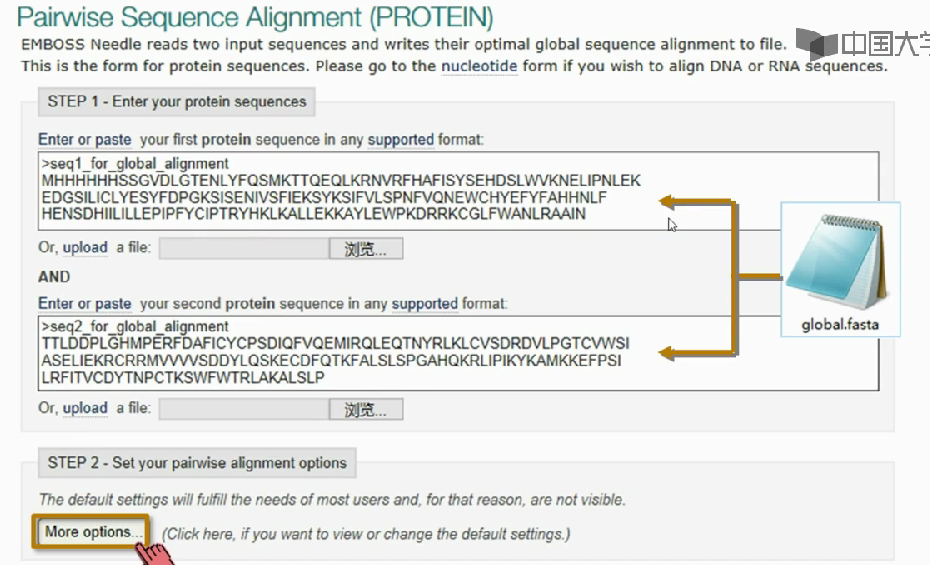 Pairwise Sequence Alignment (PROTEIN)
EMBOSS Needle reads two input sequences and writes their optimal global sequence alignment to file.
中国大学
This is the form for protein sequences. Please go to the nucleotide form if you wish to align DNA or RNA sequences.
STEP 1 - Enter your protein sequences
Enter or paste your first protein sequence in any supported format:
>seq1_for_global_alignment
MHHHHHHSSGVDLGTENLYFQSMKTTQEQLKRNVRFHAFISYSEHDSLWVKNELIPNLEK
EDGSILICLYESYFDPGKSISENIVSFIEKSYKSIFVLSPNFVQNEWCHYEFYFAHHNLF
HENSDHIILILLEPIPFYCIPTRYHKLKALLEKKAYLEWPKDRRKCGLFWANLRAAIN
Or, upload a file:
浏览...
AND
global.fasta
Enter or paste your second protein sequence in any supported format:
>seq2_for_global_alignment
TTLDDPLGHMPERFDAFICYCPSDIQFVQEMIRQLEQTNYRLKLCVSDRDVLPGTCVWSI
ASELIEKRCRRMVVVVSDDYLQSKECDFQTKFALSLSPGAHQKRLIPIKYKAMKKEFPSI
LRFITVCDYTNPCTKSWFWTRLAKALSLP
Or, upload a file:
浏览...
STEP 2 - Set your pairwise alignment options
The default settings will fulfill the needs of most users and, for that reason, are not visible.
More options... (Click here, if you want to view or change the default settings.)